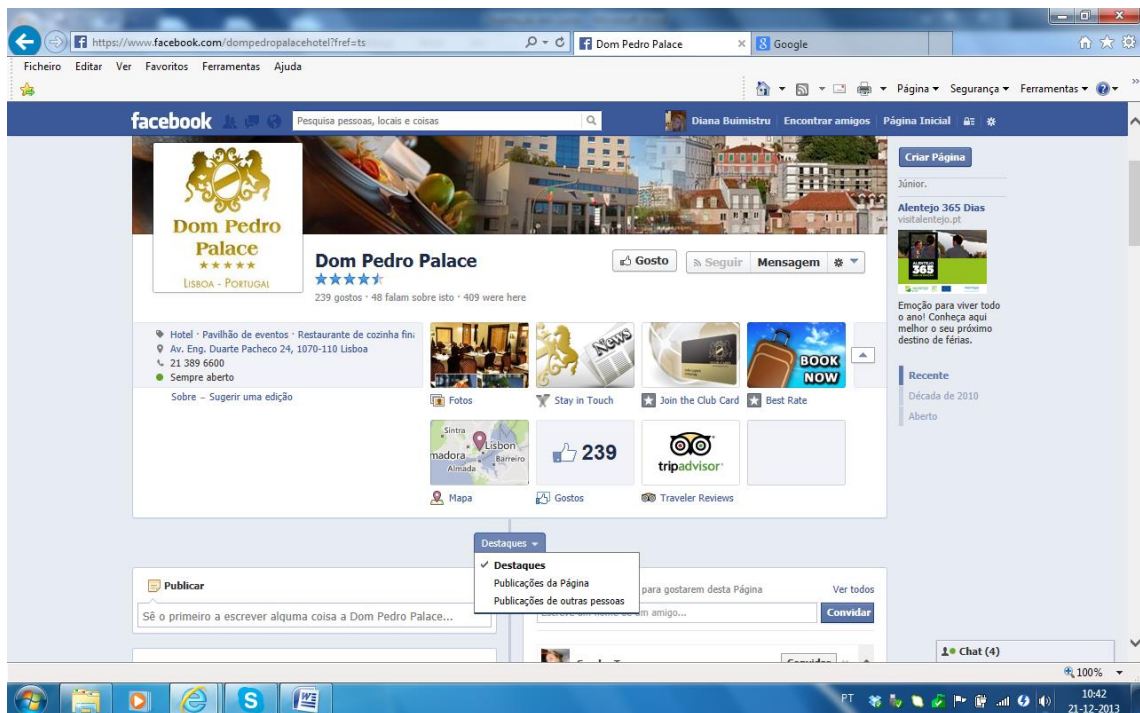 https://www.facebook.com/dompedropalacehotel?fref=ts
Dom Pedro Palace
Google
Ficheiro Editar Ver Favoritos Ferramentas Ajuda
Página Segurança Ferramentas
facebook
Pesquisa pessoas, locais e coisas
Diana Buimistru Encontrar amigos Página Inicial
Dom Pedro
Palace
★★★★★
LISBOA - PORTUGAL
Dom Pedro Palace
239 gostos · 48 falam sobre isto · 409 were here
Gosto
Seguir
Mensagem
Hotel · Pavilhão de eventos · Restaurante de cozinha fina
Av. Eng. Duarte Pacheco 24, 1070-110 Lisboa
21 389 6600
Sempre aberto
Sobre – Sugerir uma edição
NEWS
BOOK
NOW
Fotos
Stay in Touch
Join the Club Card
Best Rate
Sintra
Lisbon
madora
Barreiro
Almada
239
tripadvisor
Mapa
Gostos
Traveler Reviews
Criar Página
Júnior.
Alentejo 365 Dias
visitalentejo.pt
365
Emoção para viver todo
o ano! Conheça aqui
melhor o seu próximo
destino de férias.
Recente
Década de 2010
Aberto
Destaques
✓ Destaques
Publicações da Página
Publicações de outras pessoas
Publicar
Sê o primeiro a escrever alguma coisa a Dom Pedro Palace...
para gostarem desta Página
Ver todos
um amigo...
Convidar
Chat (4)
100%
PT
10:42
21-12-2013